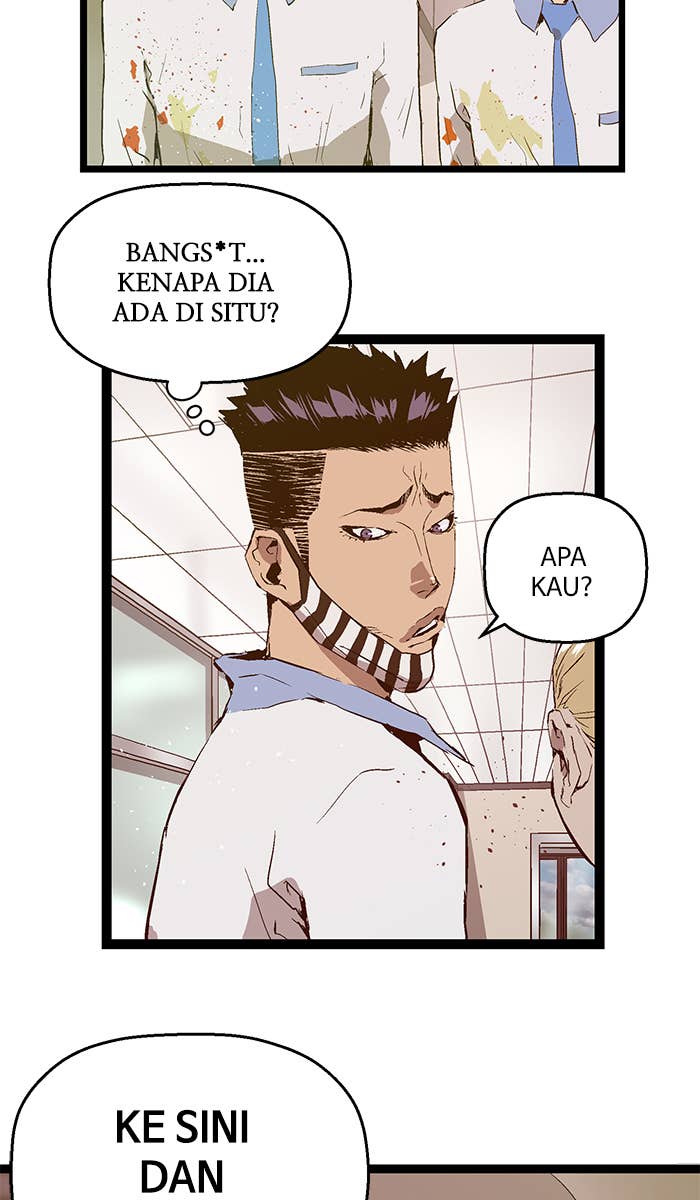 BANGS*T...
KENAPA DIA
ADA DI SITU?
APA
KAU?
KE SINI
DAN